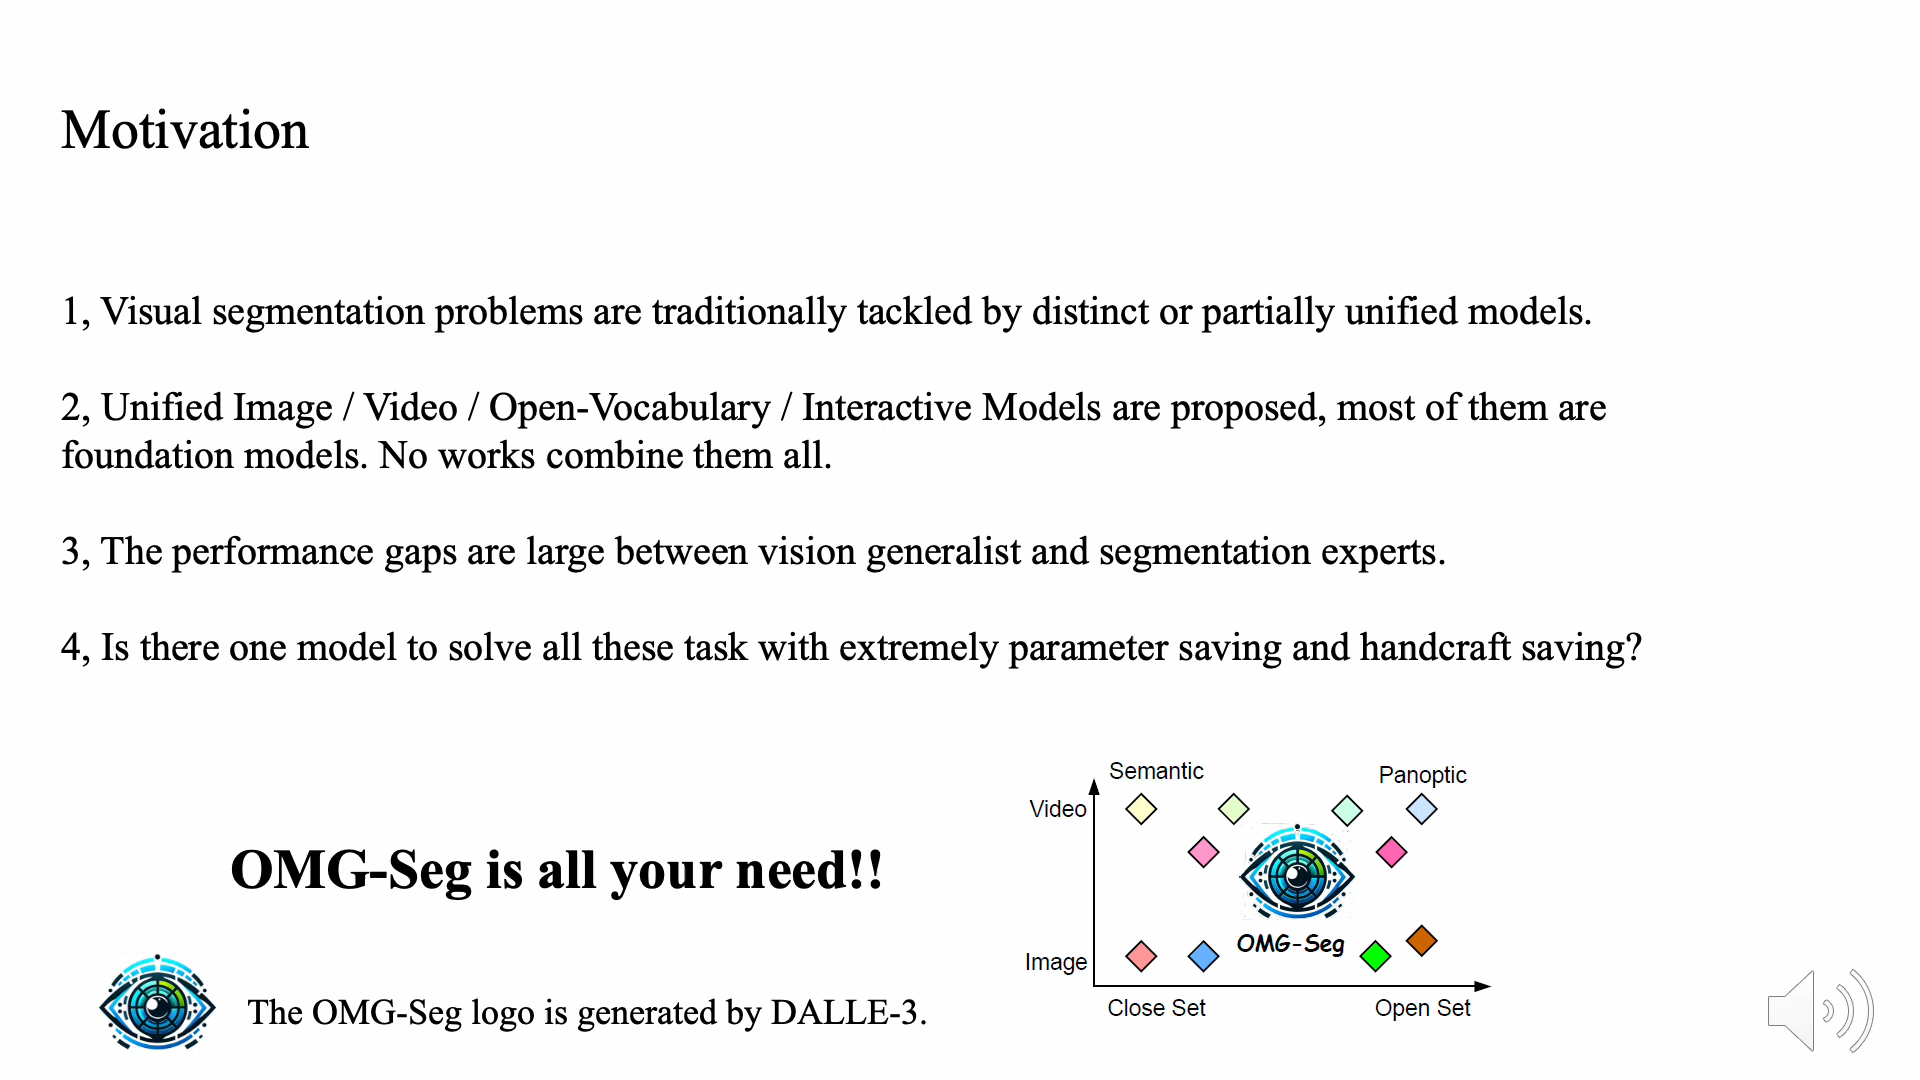 Motivation
1, Visual segmentation problems are traditionally tackled by distinct or partially unified models.
2, Unified Image / Video / Open-Vocabulary / Interactive Models are proposed, most of them are
foundation models. No works combine them all.
3, The performance gaps are large between vision generalist and segmentation experts.
4, Is there one model to solve all these task with extremely parameter saving and handcraft saving?
OMG-Seg is all your need!!
The OMG-Seg logo is generated by DALLE-3.
Semantic
Panoptic
Video
OMG-Seg
Image
Close Set
Open Set